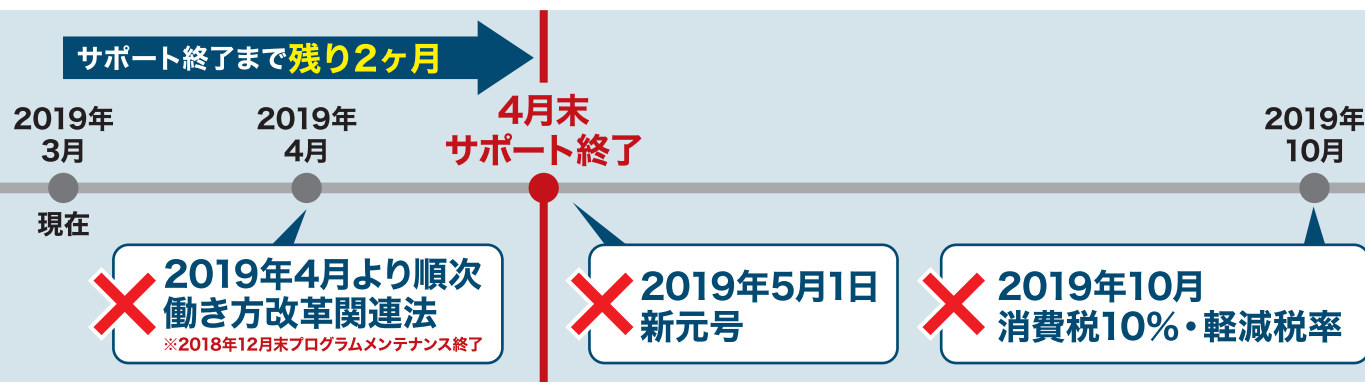 サポート終了まで残り2ヶ月
2019年
3月
2019年
4月
4月末
サポート終了
2019年
10月
現在
2019年4月より順次
働き方改革関連法
※2018年12月末プログラムメンテナンス終了
2019年5月1日
新元号
2019年10月
消費税10%・軽減税率